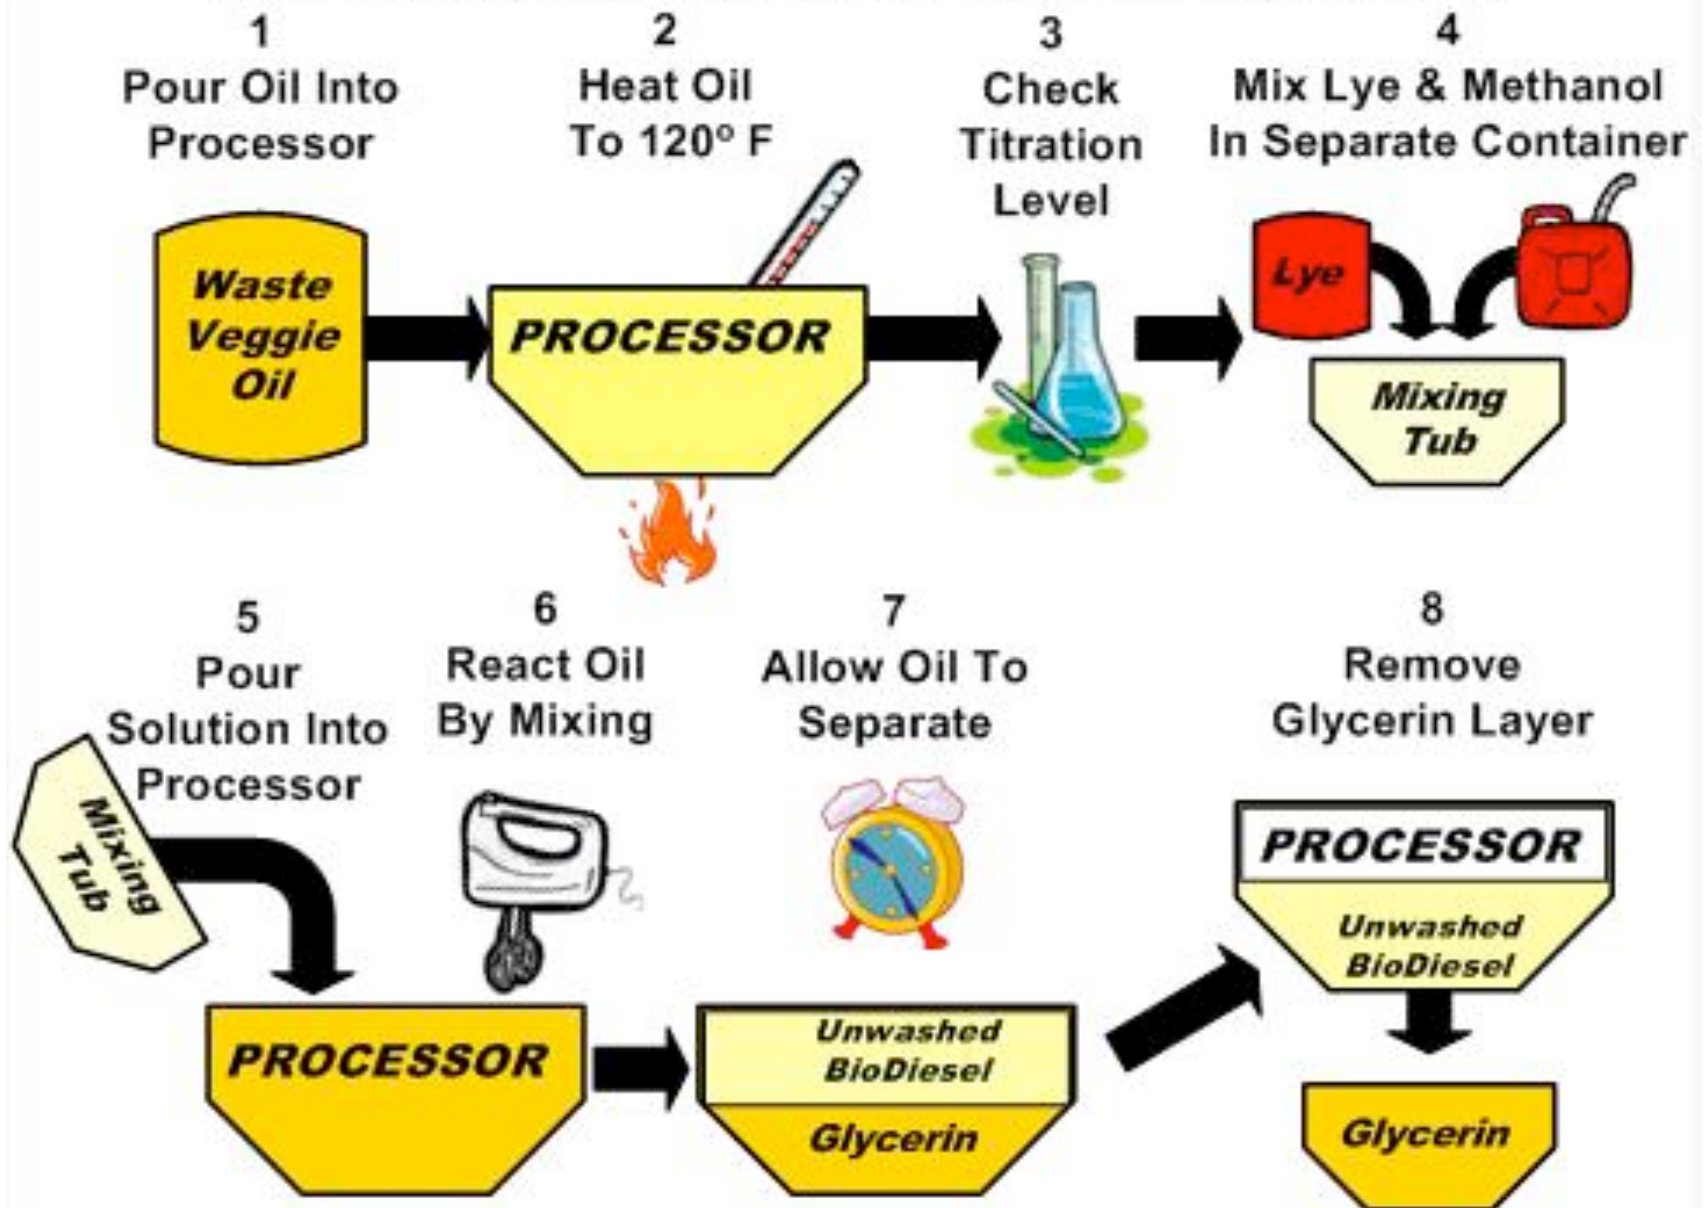 1
Pour Oil Into
Processor
2
Heat Oil
To 120º F
3
Check
Titration
Level
4
Mix Lye & Methanol
In Separate Container
Waste
Veggie
Oil
PROCESSOR
Lye
Mixing
Tub
5
Pour
Solution Into
Processor
6
React Oil
By Mixing
7
Allow Oil To
Separate
8
Remove
Glycerin Layer
Mixing
Tub
PROCESSOR
Unwashed
BioDiesel
Glycerin
PROCESSOR
Unwashed
BioDiesel
Glycerin